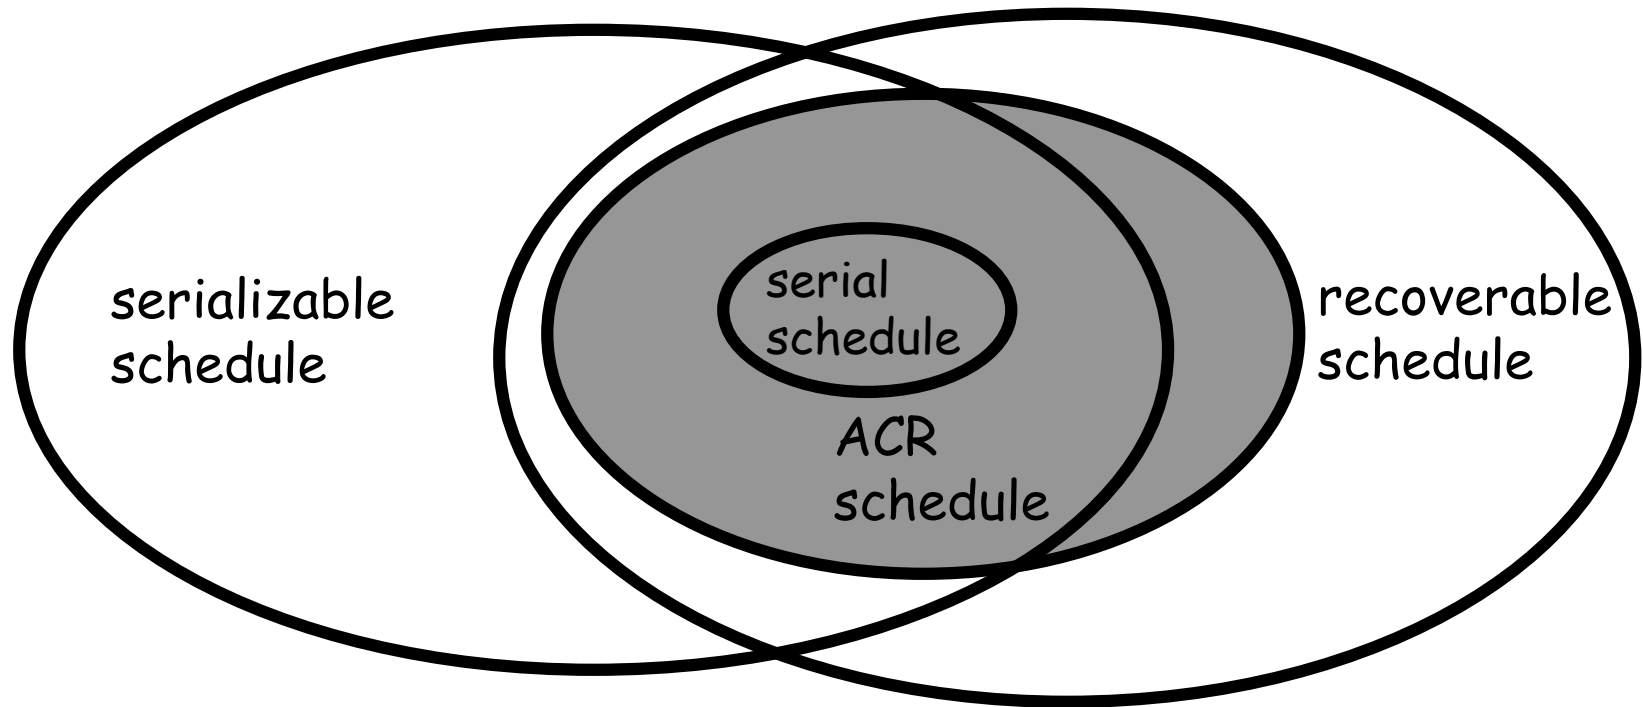 serializable
schedule
serial
schedule
ACR
schedule
recoverable
schedule